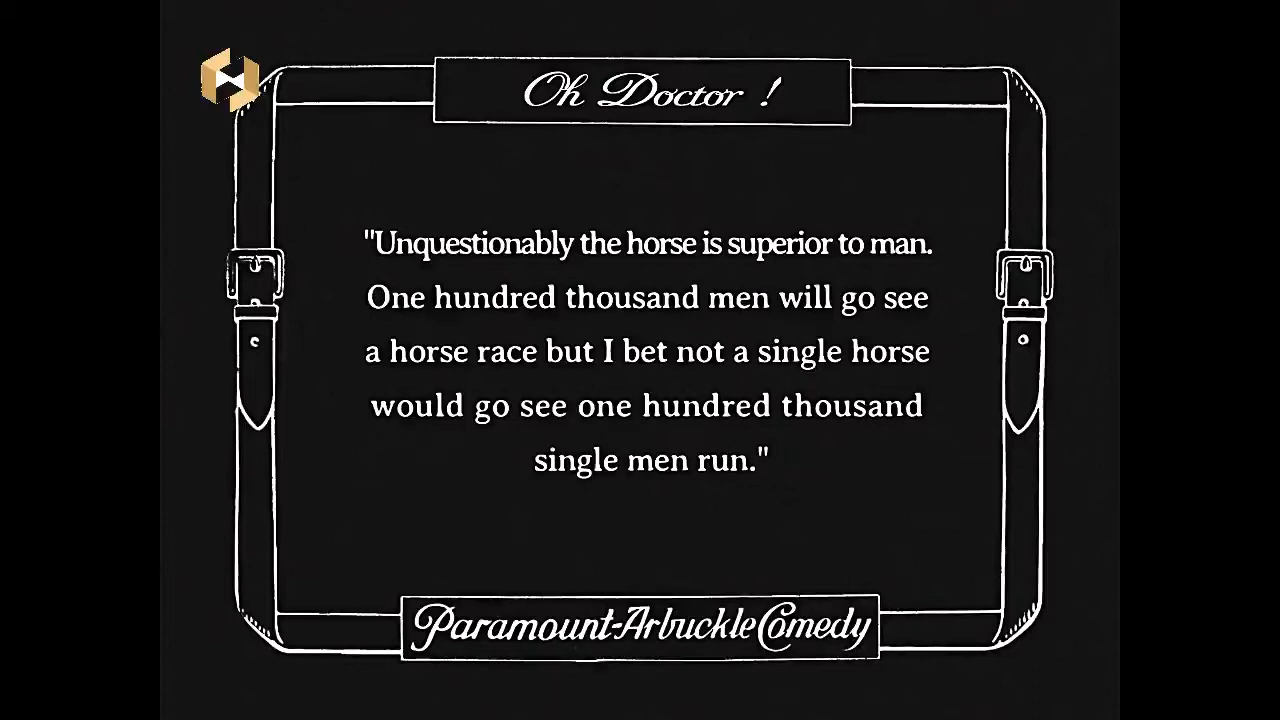 Oh Doctor !
"Unquestionably the horse is superior to man.
One hundred thousand men will go see
a horse race but I bet not a single horse
would go see one hundred thousand
single men run."
Paramount-Arbuckle Comedy